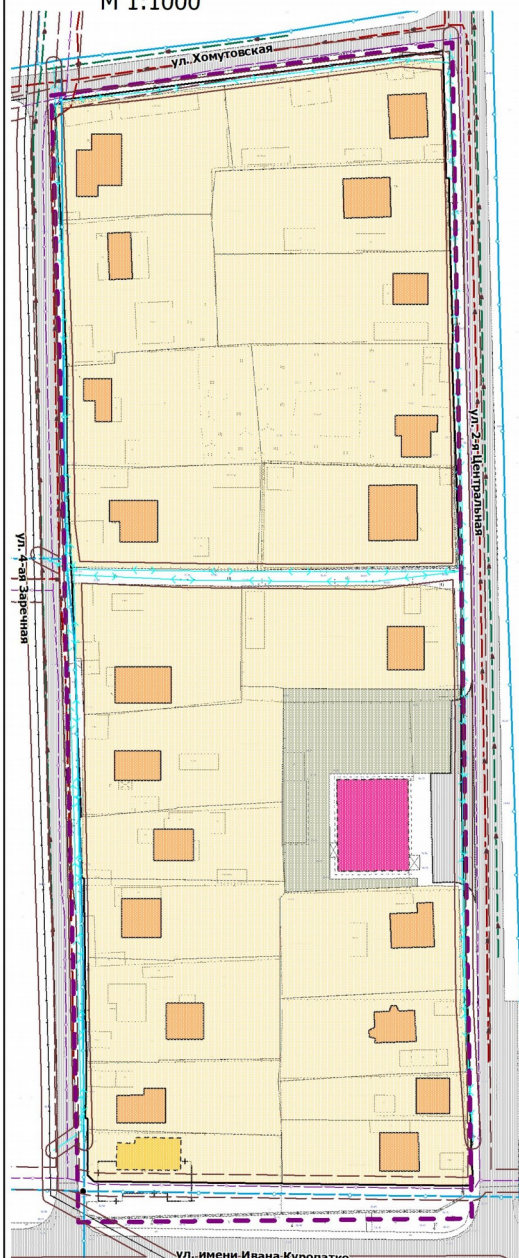 М 1:1000
ул. Хомутовская
ул. 2-я Центральная
ул. 4-ая Заречная
ул. имени Ивана Куропатко